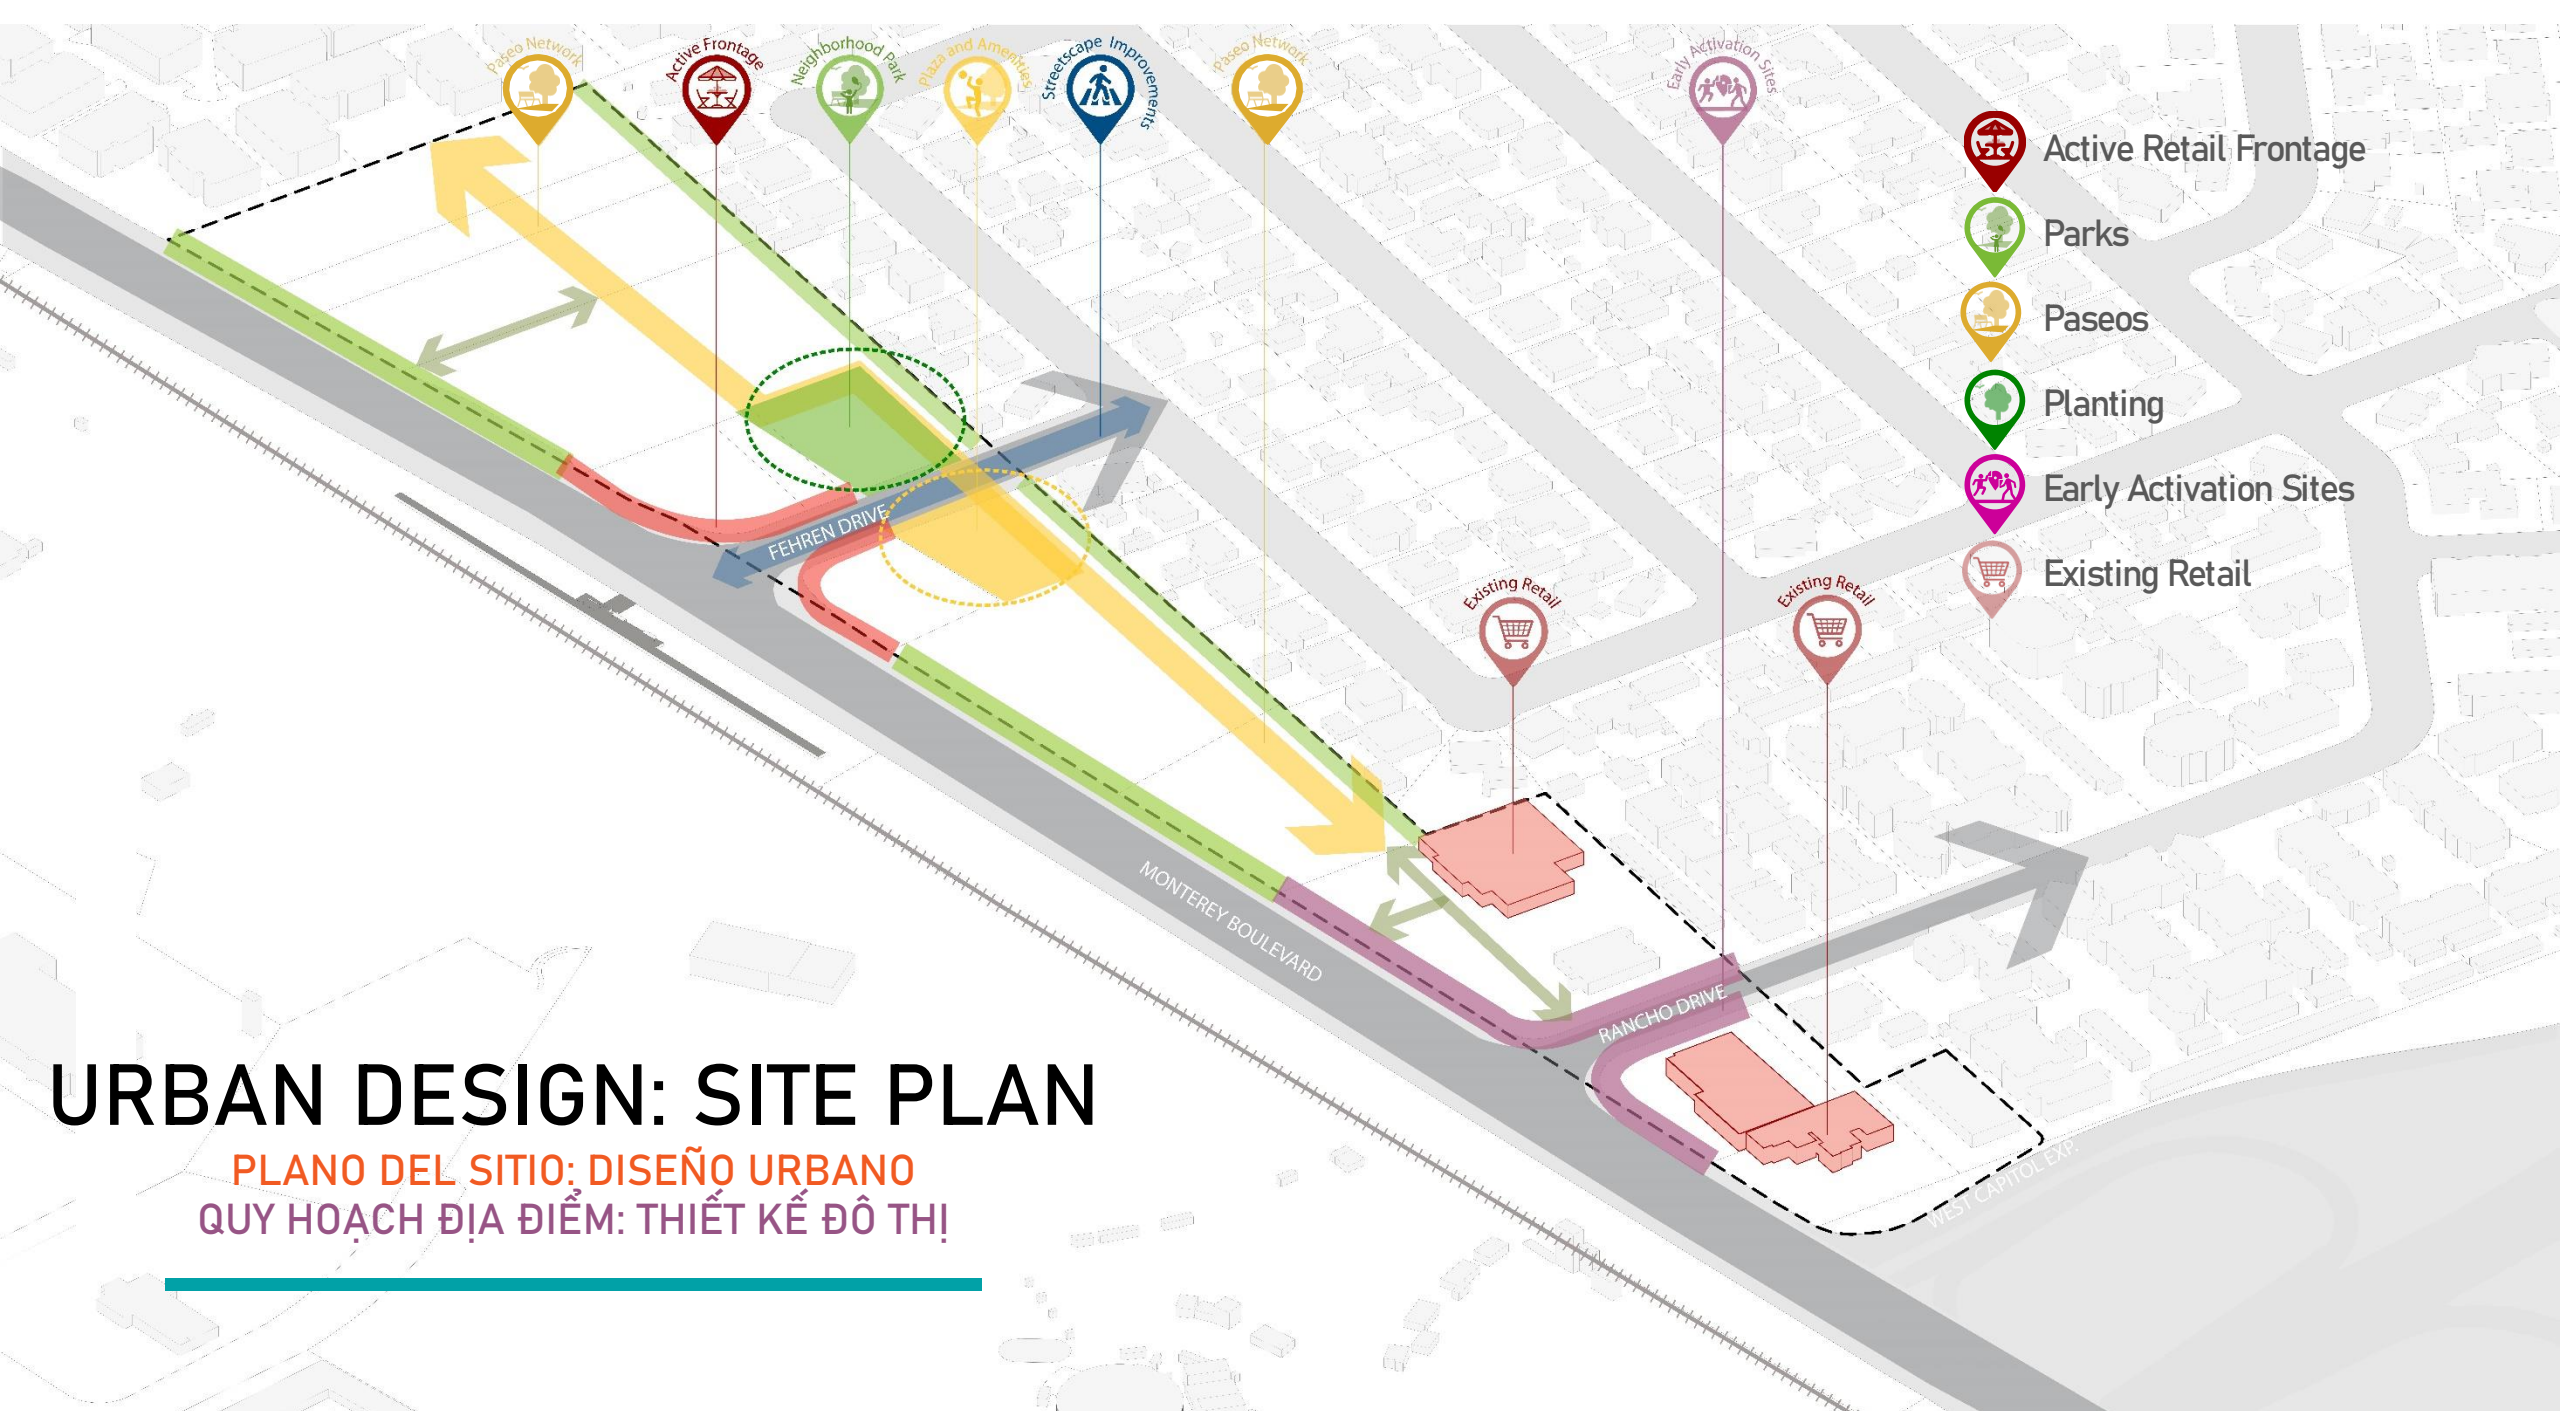 Paseo Network
Active Frontage
Neighborhood Park
Plaza and Amenities
Streetscape Improvements
Paseo Network
Early Activation Sites
Active Retail Frontage
Parks
Paseos
Planting
Early Activation Sites
Existing Retail
FEHREN DRIVE
Existing Retail
Existing Retail
MONTEREY BOULEVARD
RANCHO DRIVE
WEST CAPITOL EXP.
URBAN DESIGN: SITE PLAN
PLANO DEL SITIO: DISEÑO URBANO
QUY HOẠCH ĐỊA ĐIỂM: THIẾT KẾ ĐÔ THỊ